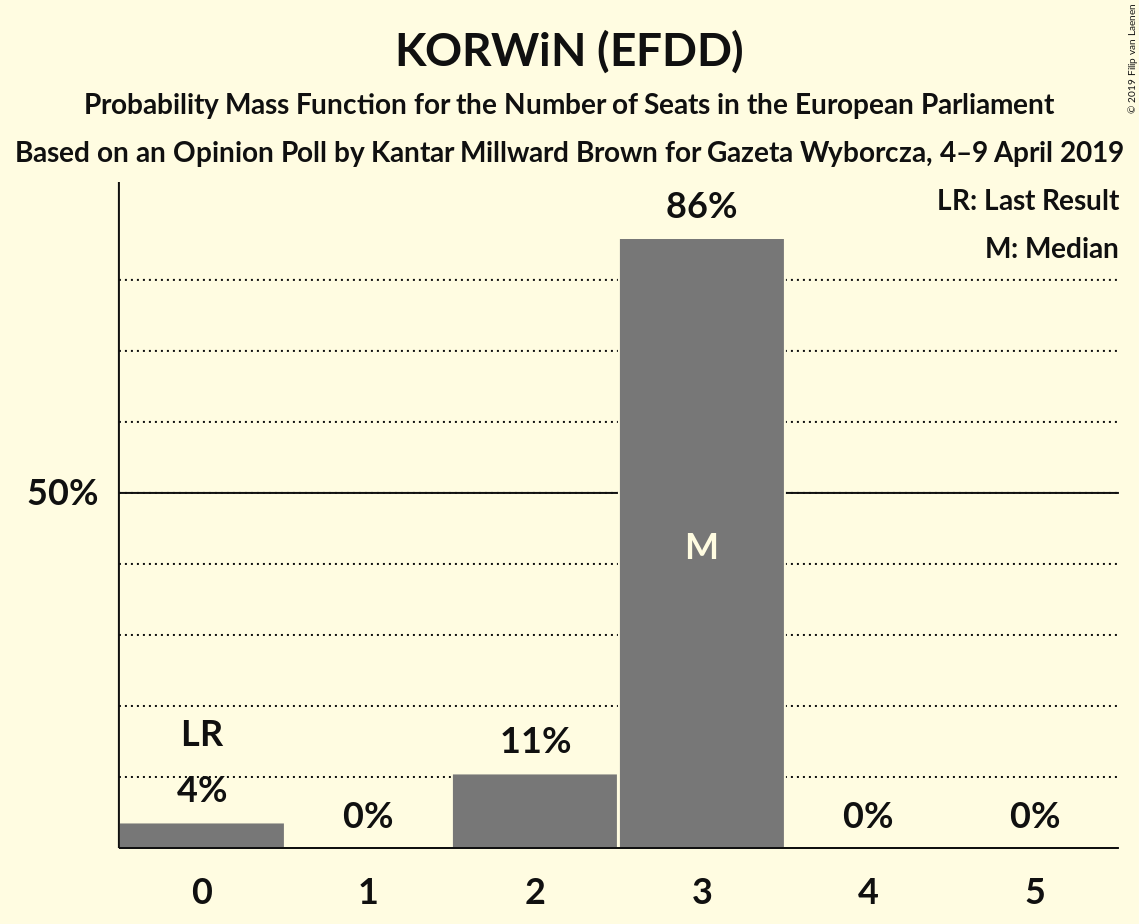 KORWiN (EFDD)
Probability Mass Function for the Number of Seats in the European Parliament
Based on an Opinion Poll by Kantar Millward Brown for Gazeta Wyborcza, 4–9 April 2019
© 2019 Filip van Laenen
LR: Last Result
M: Median
86%
50%
M
LR
4%
0%
11%
0%
0%
0 1 2 3 4 5